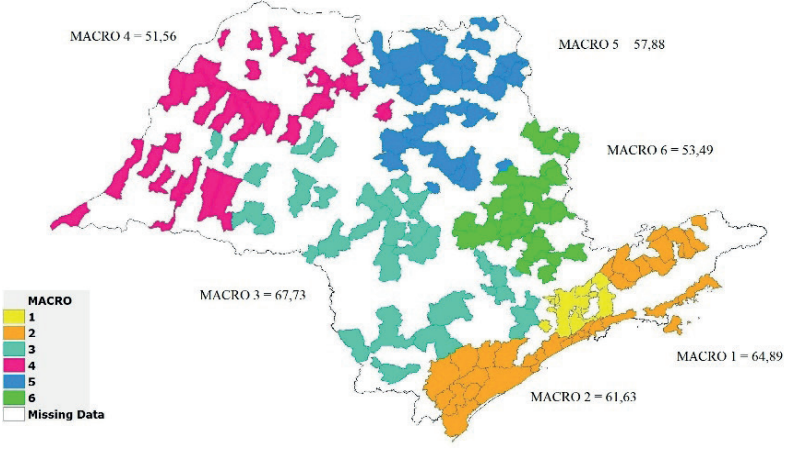 MACRO 4 = 51,56
MACRO 5 57,88
MACRO 6 = 53,49
MACRO 3 = 67,73
MACRO 1 = 64,89
MACRO 2 = 61,63
MACRO
1
2
3
4
5
6
Missing Data